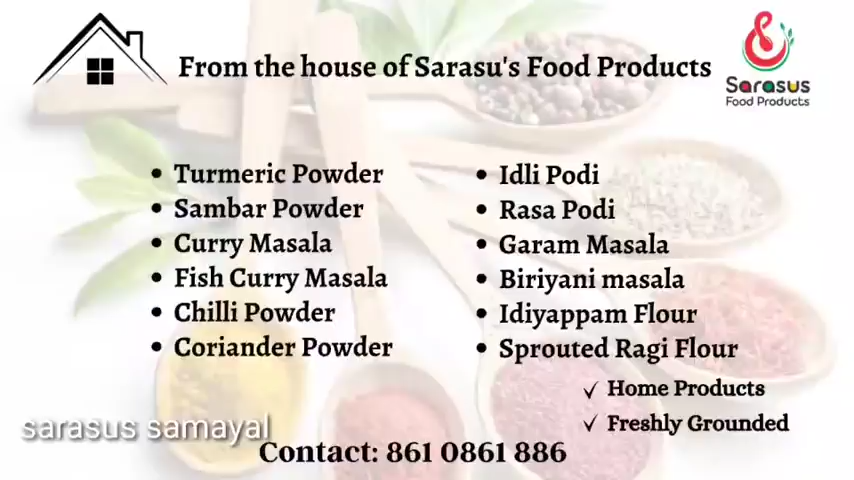 From the house of Sarasu's Food Products
Sarasus
Food Products
• Turmeric Powder
• Sambar Powder
• Curry Masala
• Fish Curry Masala
• Chilli Powder
• Coriander Powder
• Idli Podi
• Rasa Podi
• Garam Masala
• Biriyani masala
• Idiyappam Flour
• Sprouted Ragi Flour
✓ Home Products
✓ Freshly Grounded
sarasus samayal
Contact: 861 0861 886